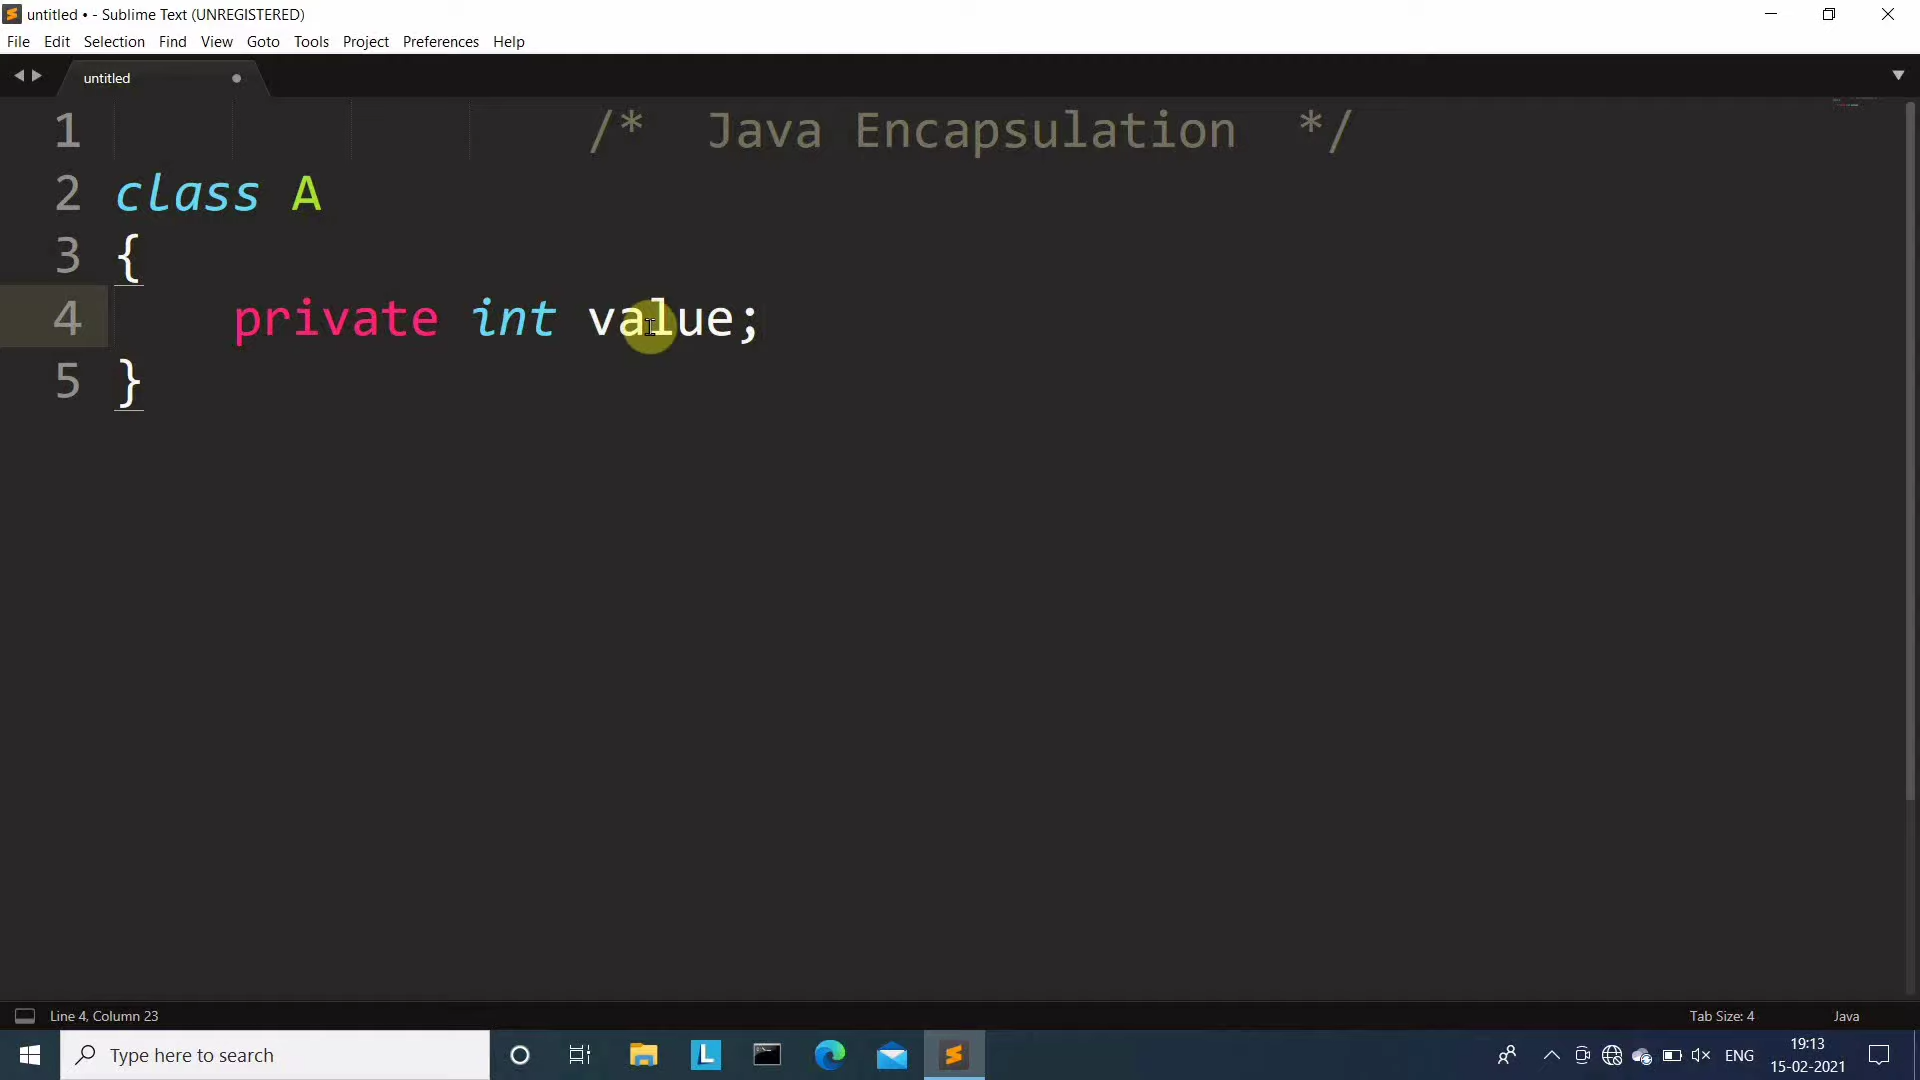 untitled • - Sublime Text (UNREGISTERED)
File Edit Selection Find View Goto Tools Project Preferences Help
untitled
1 /* Java Encapsulation */
2 class A
3 {
4 private int value;
5 }
Line 4, Column 23 Tab Size: 4 Java
Type here to search
L
ENG
19:13
15-02-2021